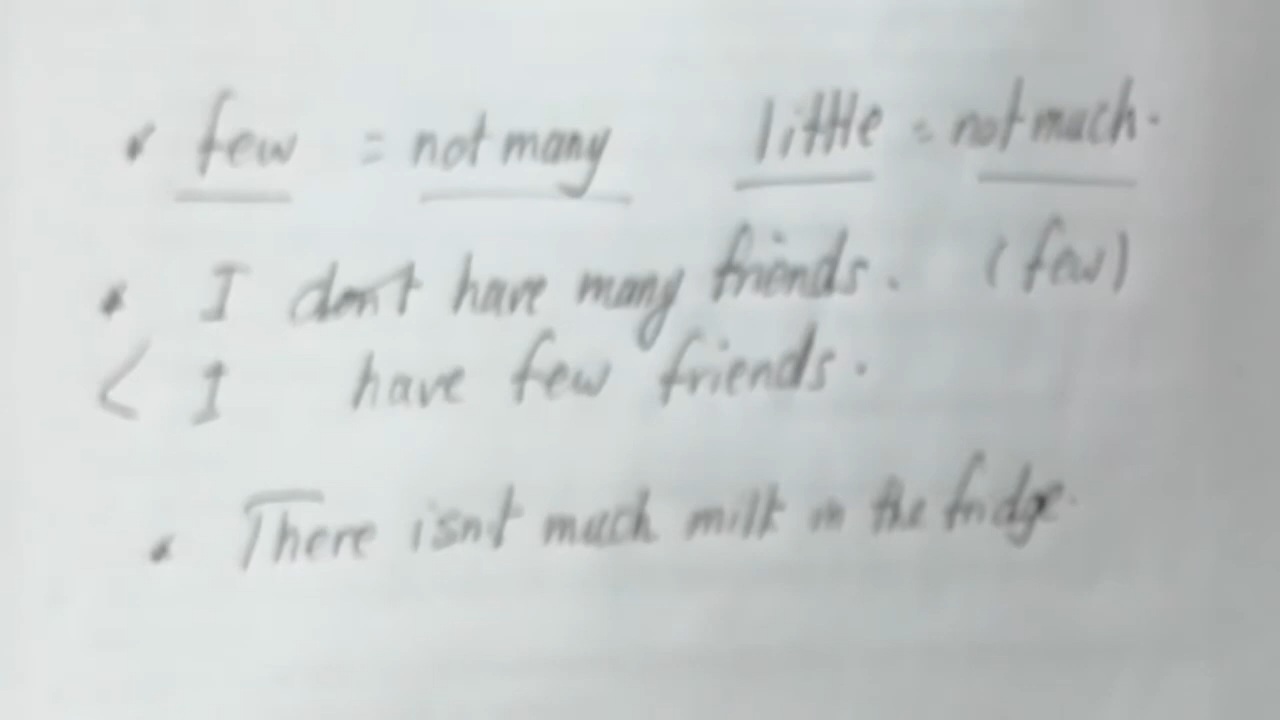 few = not many little = not much.
I don't have many friends. (few)
< I have few friends.
There isn't much milk in the fridge.